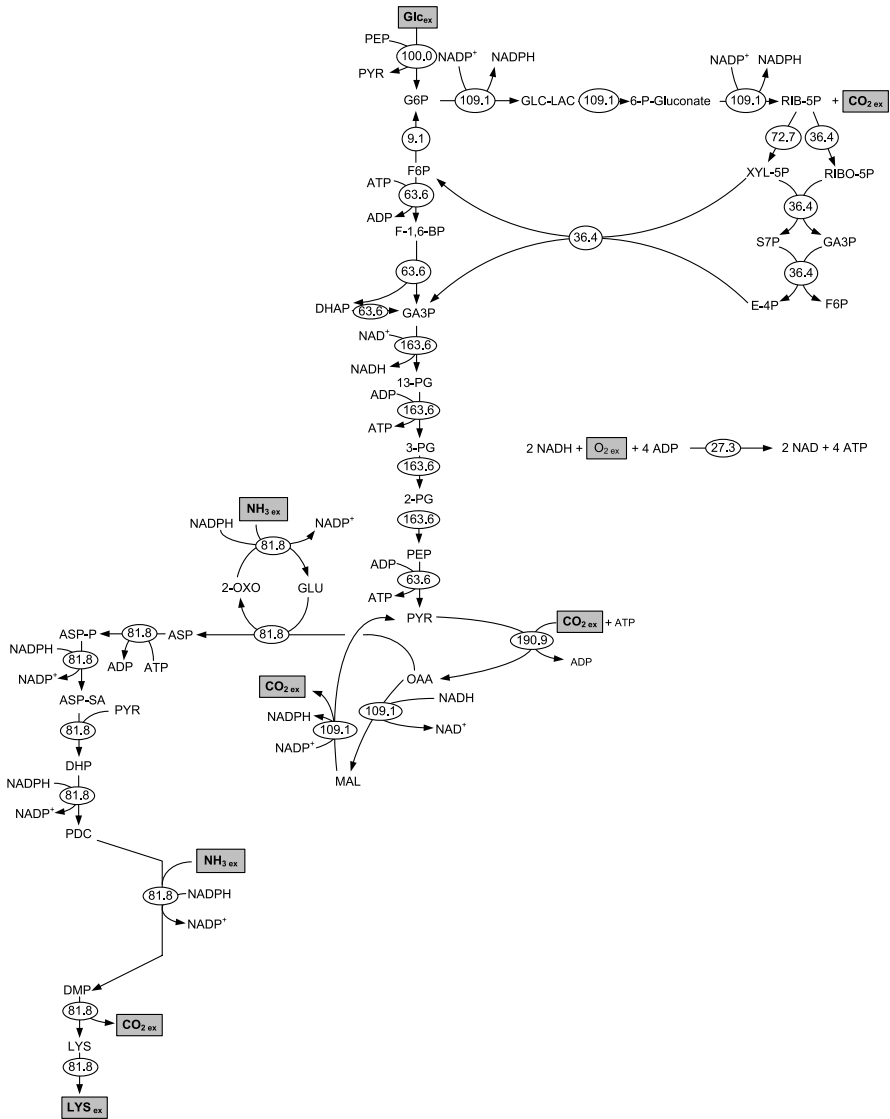 Glc ex
PEP
100.0
NADP+
NADPH
NADP+
NADPH
PYR
G6P
109.1
GLC-LAC
109.1
6-P-Gluconate
109.1
RIB-5P
+
CO2 ex
9.1
72.7
36.4
F6P
XYL-5P
RIBO-5P
ATP
63.6
36.4
ADP
F-1,6-BP
36.4
S7P
GA3P
63.6
36.4
DHAP
63.6
GA3P
E-4P
F6P
NAD+
163.6
NADH
13-PG
ADP
163.6
ATP
3-PG
2 NADH + O2 ex + 4 ADP
27.3
2 NAD + 4 ATP
163.6
2-PG
NH3 ex
163.6
NADPH
NADP+
81.8
PEP
ADP
63.6
2-OXO
GLU
ATP
PYR
CO2 ex + ATP
ASP-P
81.8
ASP
81.8
190.9
NADPH
81.8
ADP
ATP
ADP
NADP+
CO2 ex
OAA
ASP-SA
NADH
PYR
NADPH
109.1
81.8
109.1
NAD+
NADP+
DHP
MAL
NADPH
81.8
NADP+
PDC
NH3 ex
81.8
NADPH
NADP+
DMP
81.8
CO2 ex
LYS
81.8
LYS ex